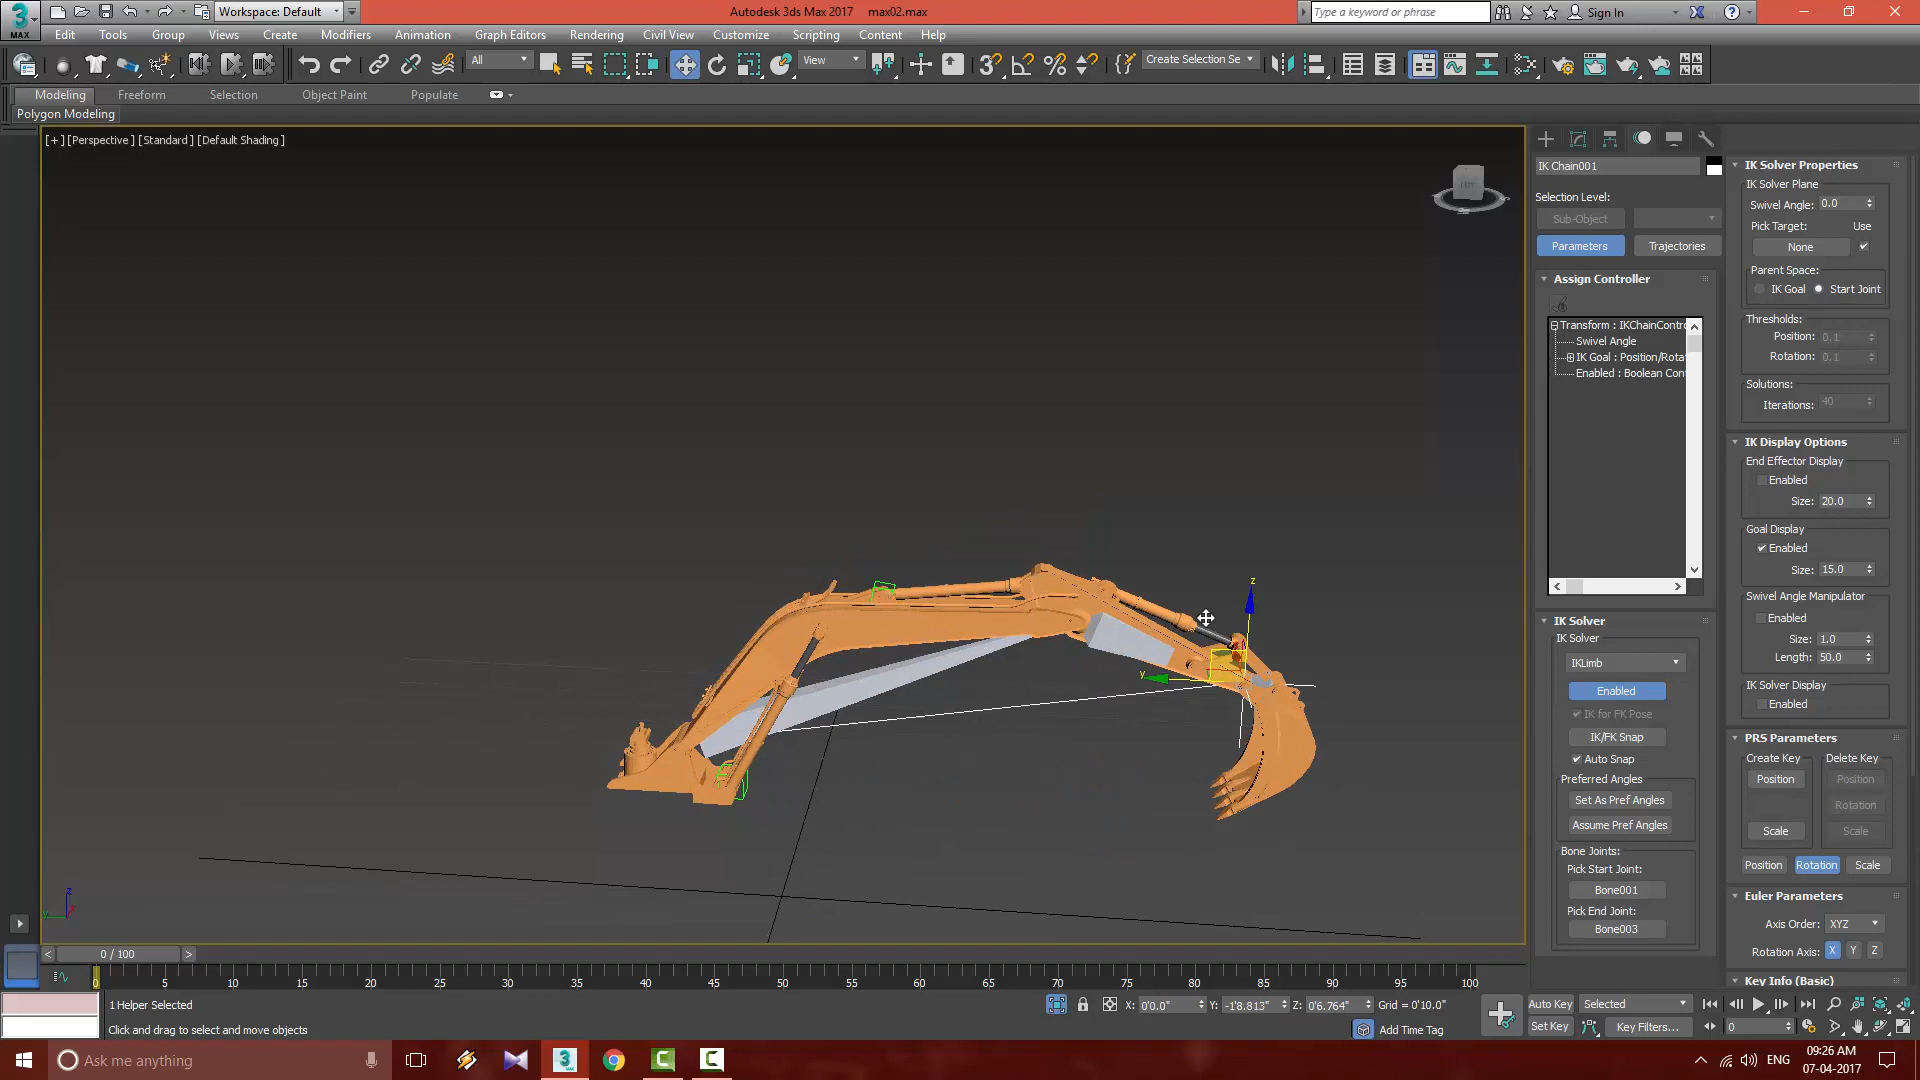 Workspace: Default
Autodesk 3ds Max 2017 max02.max
Type a keyword or phrase
Sign In
MAX
Edit Tools Group Views Create Modifiers Animation Graph Editors Rendering Civil View Customize Scripting Content Help
All
View
Create Selection Se
Modeling Freeform Selection Object Paint Populate
Polygon Modeling
[+] [Perspective] [Standard] [Default Shading]
z
y
z
IK Chain001
Selection Level:
Sub-Object
Parameters Trajectories
Assign Controller
Transform : IKChainContro
Swivel Angle
IK Goal : Position/Rota
Enabled : Boolean Cont
IK Solver
IK Solver
IKLimb
Enabled
IK for FK Pose
IK/FK Snap
Auto Snap
Preferred Angles
Set As Pref Angles
Assume Pref Angles
Bone Joints:
Pick Start Joint:
Bone001
Pick End Joint:
Bone003
IK Solver Properties
IK Solver Plane
Swivel Angle: 0.0
Pick Target: Use
None
Parent Space:
IK Goal Start Joint
Thresholds:
Position: 0.1
Rotation: 0.1
Solutions:
Iterations: 40
IK Display Options
End Effector Display
Enabled
Size: 20.0
Goal Display
Enabled
Size: 15.0
Swivel Angle Manipulator
Enabled
Size: 1.0
Length: 50.0
IK Solver Display
Enabled
PRS Parameters
Create Key Delete Key
Position Position
Rotation
Scale Scale
Position Rotation Scale
Euler Parameters
Axis Order: XYZ
Rotation Axis: X Y Z
Key Info (Basic)
< 0 / 100 >
0 5 10 15 20 25 30 35 40 45 50 55 60 65 70 75 80 85 90 95 100
1 Helper Selected
Click and drag to select and move objects
X: 0'0.0" Y: -1'8.813" Z: 0'6.764" Grid = 0'10.0"
Add Time Tag
Auto Key Selected
Set Key Key Filters...
0
Ask me anything
ENG
09:26 AM
07-04-2017